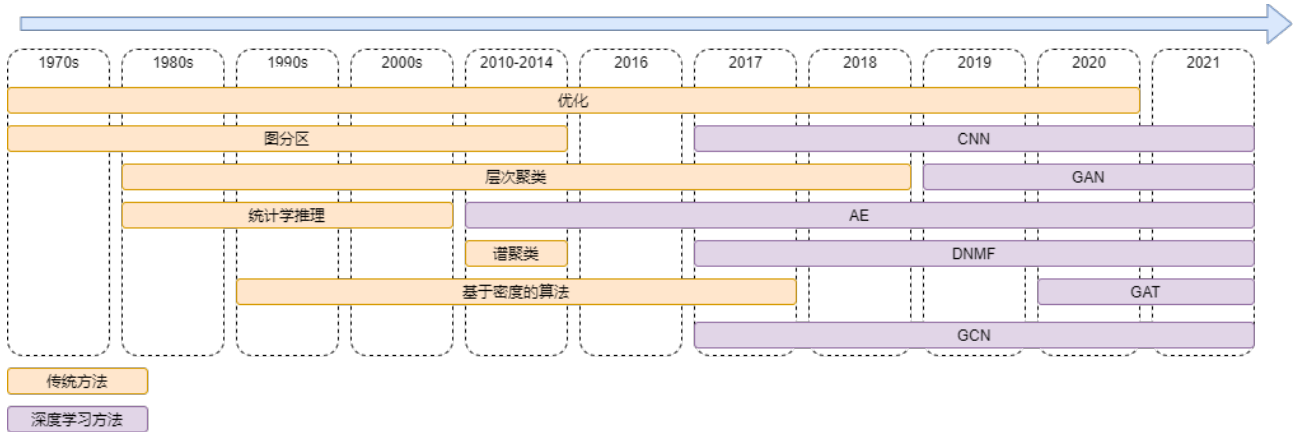 1970s 1980s 1990s 2000s 2010-2014 2016 2017 2018 2019 2020 2021
优化
图分区 CNN
层次聚类 GAN
统计学推理 AE
谱聚类 DNMF
基于密度的算法 GAT
GCN
传统方法
深度学习方法